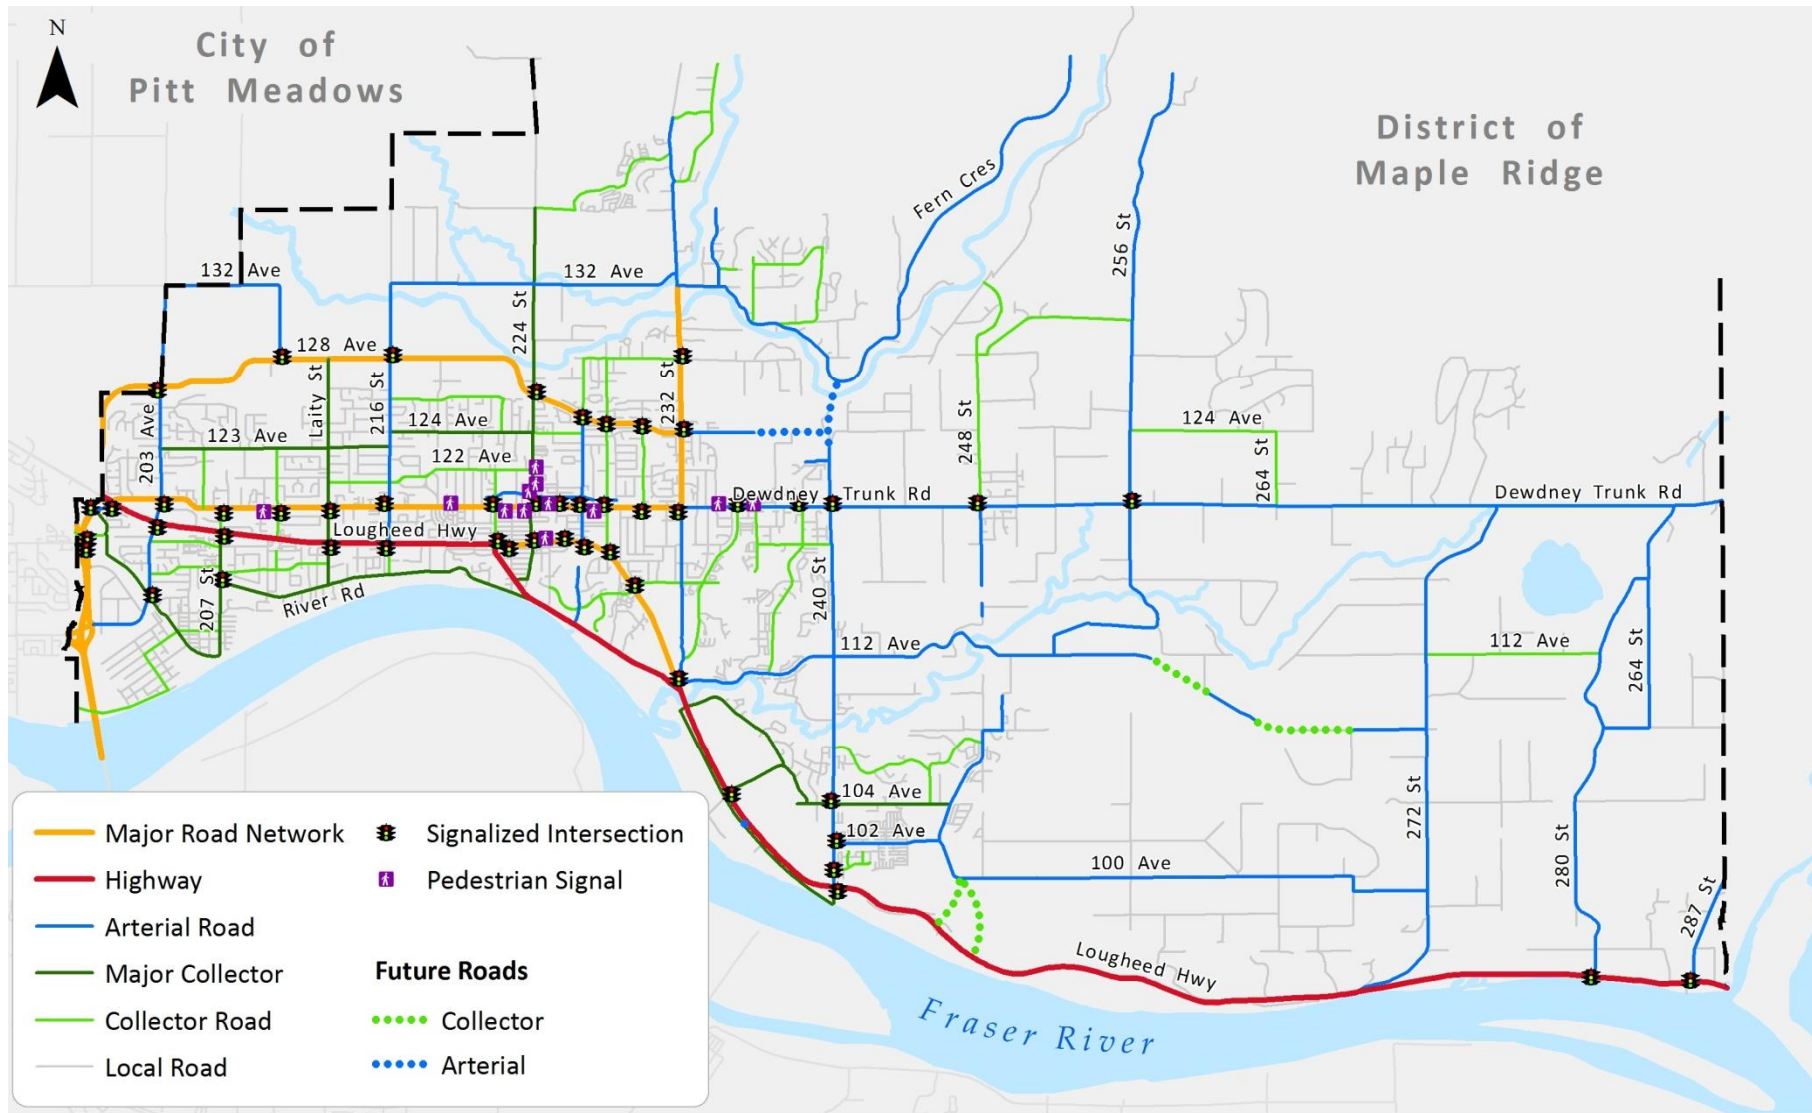 N
City of
Pitt Meadows
District of
Maple Ridge
Fern Cres
256 St
132 Ave
132 Ave
224 St
128 Ave
Laity St
216 St
232 St
203 Ave
123 Ave
124 Ave
122 Ave
248 St
124 Ave
264 St
Dewdney Trunk Rd
Dewdney Trunk Rd
Lougheed Hwy
207 St
River Rd
240 St
112 Ave
112 Ave
264 St
104 Ave
102 Ave
100 Ave
272 St
280 St
287 St
Lougheed Hwy
Fraser River
Major Road Network
Highway
Arterial Road
Major Collector
Collector Road
Local Road
Signalized Intersection
Pedestrian Signal
Future Roads
Collector
Arterial